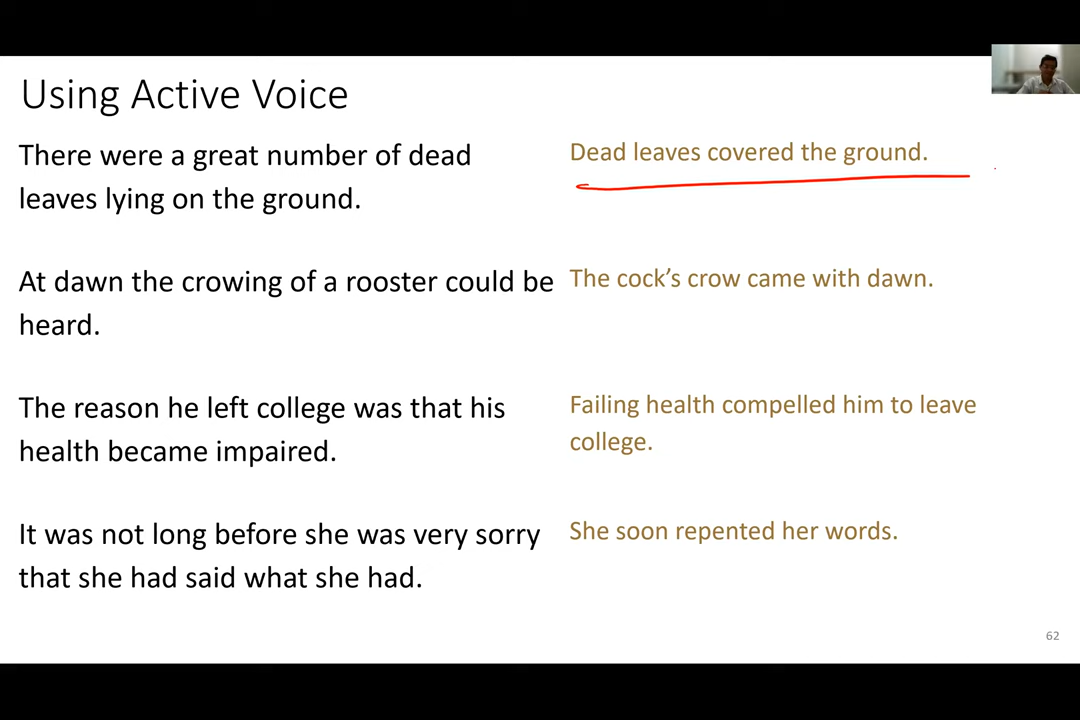 Using Active Voice
There were a great number of dead
leaves lying on the ground.
Dead leaves covered the ground.
At dawn the crowing of a rooster could be
heard.
The cock’s crow came with dawn.
The reason he left college was that his
health became impaired.
Failing health compelled him to leave
college.
It was not long before she was very sorry
that she had said what she had.
She soon repented her words.
62